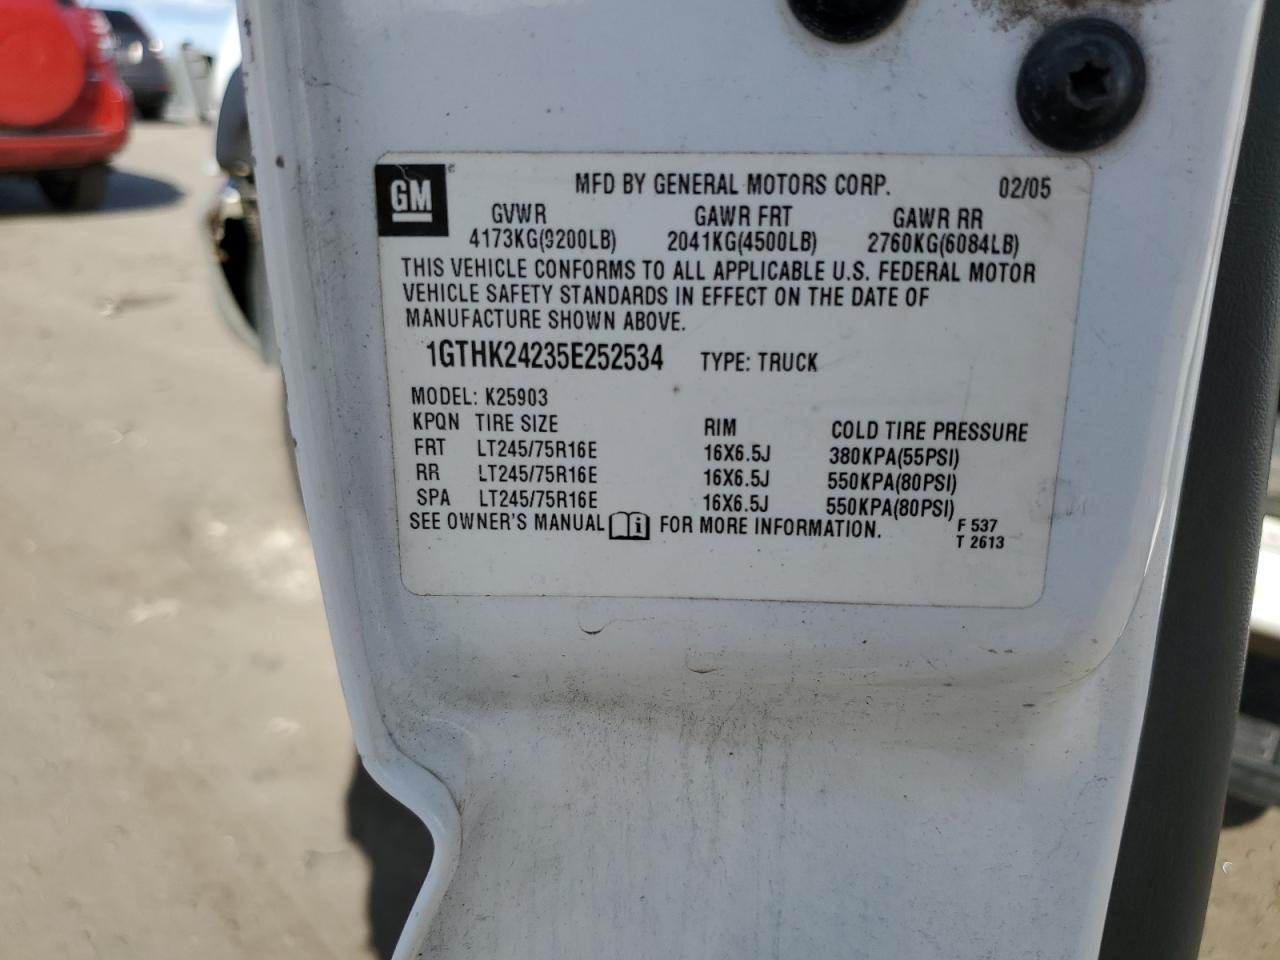 GM MFD BY GENERAL MOTORS CORP. 02/05
GVWR GAWR FRT GAWR RR
4173KG(9200LB) 2041KG(4500LB) 2760KG(6084LB)
THIS VEHICLE CONFORMS TO ALL APPLICABLE U.S. FEDERAL MOTOR
VEHICLE SAFETY STANDARDS IN EFFECT ON THE DATE OF
MANUFACTURE SHOWN ABOVE.
1GTHK24235E252534 TYPE: TRUCK
MODEL: K25903
KPQN TIRE SIZE RIM COLD TIRE PRESSURE
FRT LT245/75R16E 16X6.5J 380KPA(55PSI)
RR LT245/75R16E 16X6.5J 550KPA(80PSI)
SPA LT245/75R16E 16X6.5J 550KPA(80PSI)
SEE OWNER'S MANUAL i FOR MORE INFORMATION. F 537
T 2613